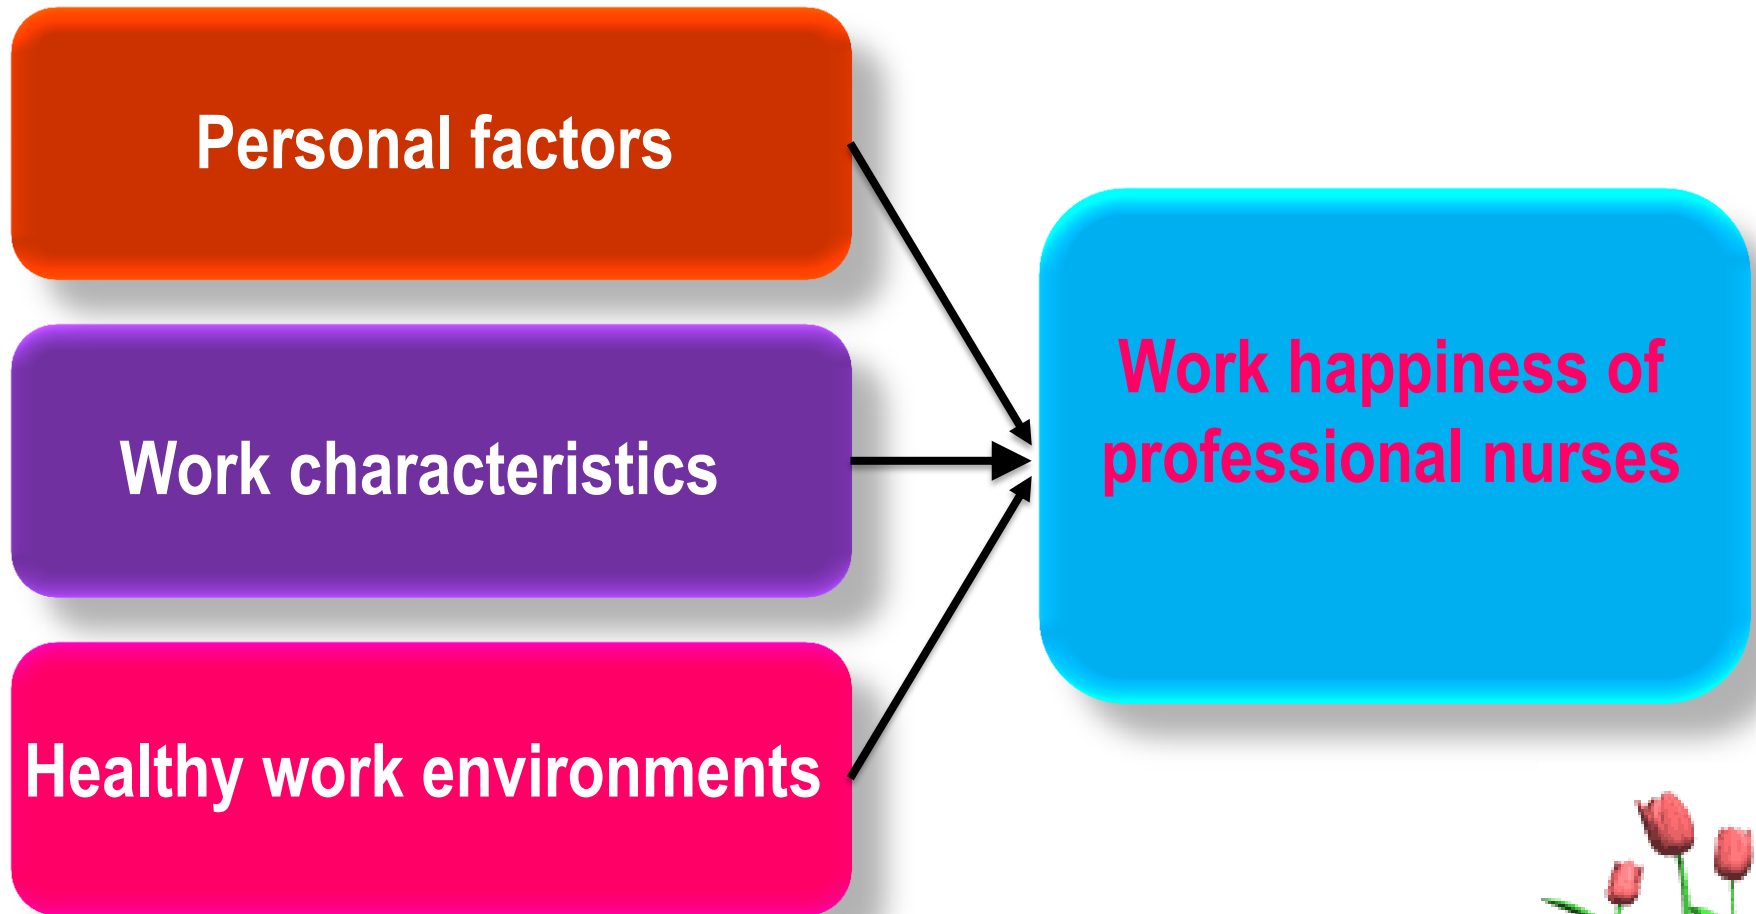 Personal factors
Work characteristics
Healthy work environments
Work happiness of
professional nurses